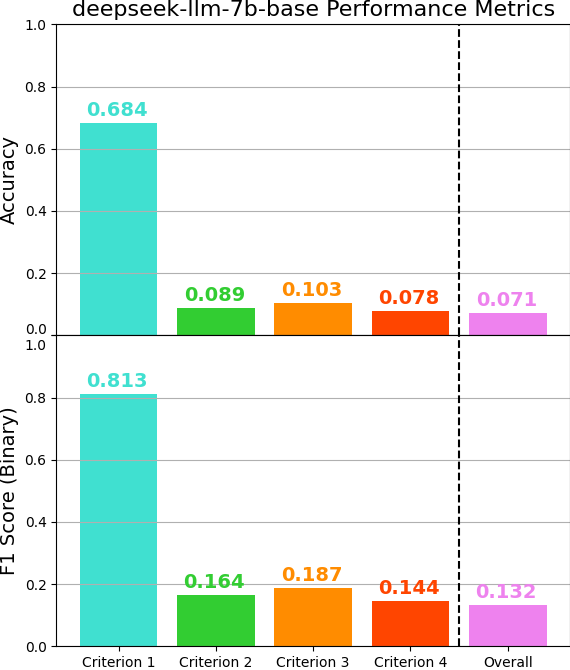 deepseek-llm-7b-base Performance Metrics
Accuracy
1.0
0.8
0.6
0.4
0.2
0.0
0.684
0.089
0.103
0.078
0.071
F1 Score (Binary)
1.0
0.8
0.6
0.4
0.2
0.0
0.813
0.164
0.187
0.144
0.132
Criterion 1
Criterion 2
Criterion 3
Criterion 4
Overall